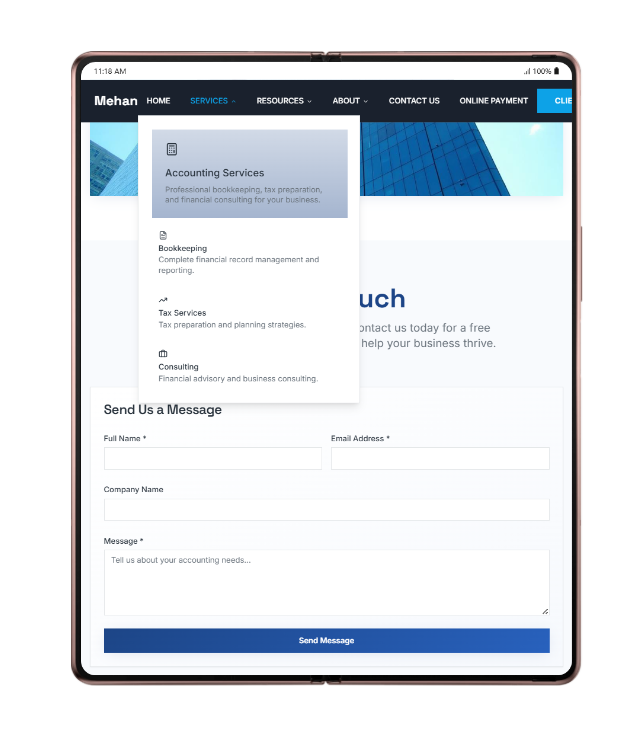 11:18 AM
100%
Mehan HOME SERVICES RESOURCES ABOUT CONTACT US ONLINE PAYMENT CLIE
Accounting Services
Professional bookkeeping, tax preparation,
and financial consulting for your business.
Bookkeeping
Complete financial record management and
reporting.
Tax Services
Tax preparation and planning strategies.
Consulting
Financial advisory and business consulting.
uch
ontact us today for a free
help your business thrive.
Send Us a Message
Full Name *
Email Address *
Company Name
Message *
Tell us about your accounting needs...
Send Message